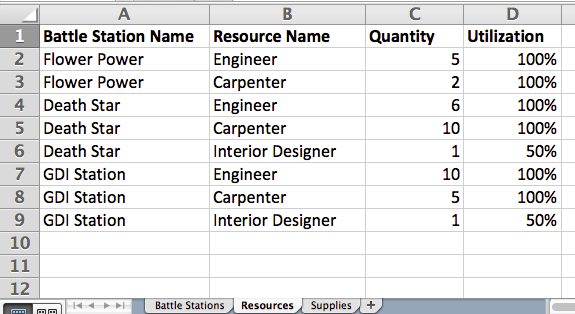 A B C D
1 Battle Station Name Resource Name Quantity Utilization
2 Flower Power Engineer 5 100%
3 Flower Power Carpenter 2 100%
4 Death Star Engineer 6 100%
5 Death Star Carpenter 10 100%
6 Death Star Interior Designer 1 50%
7 GDI Station Engineer 10 100%
8 GDI Station Carpenter 5 100%
9 GDI Station Interior Designer 1 50%
10
11
12
Battle Stations Resources Supplies +